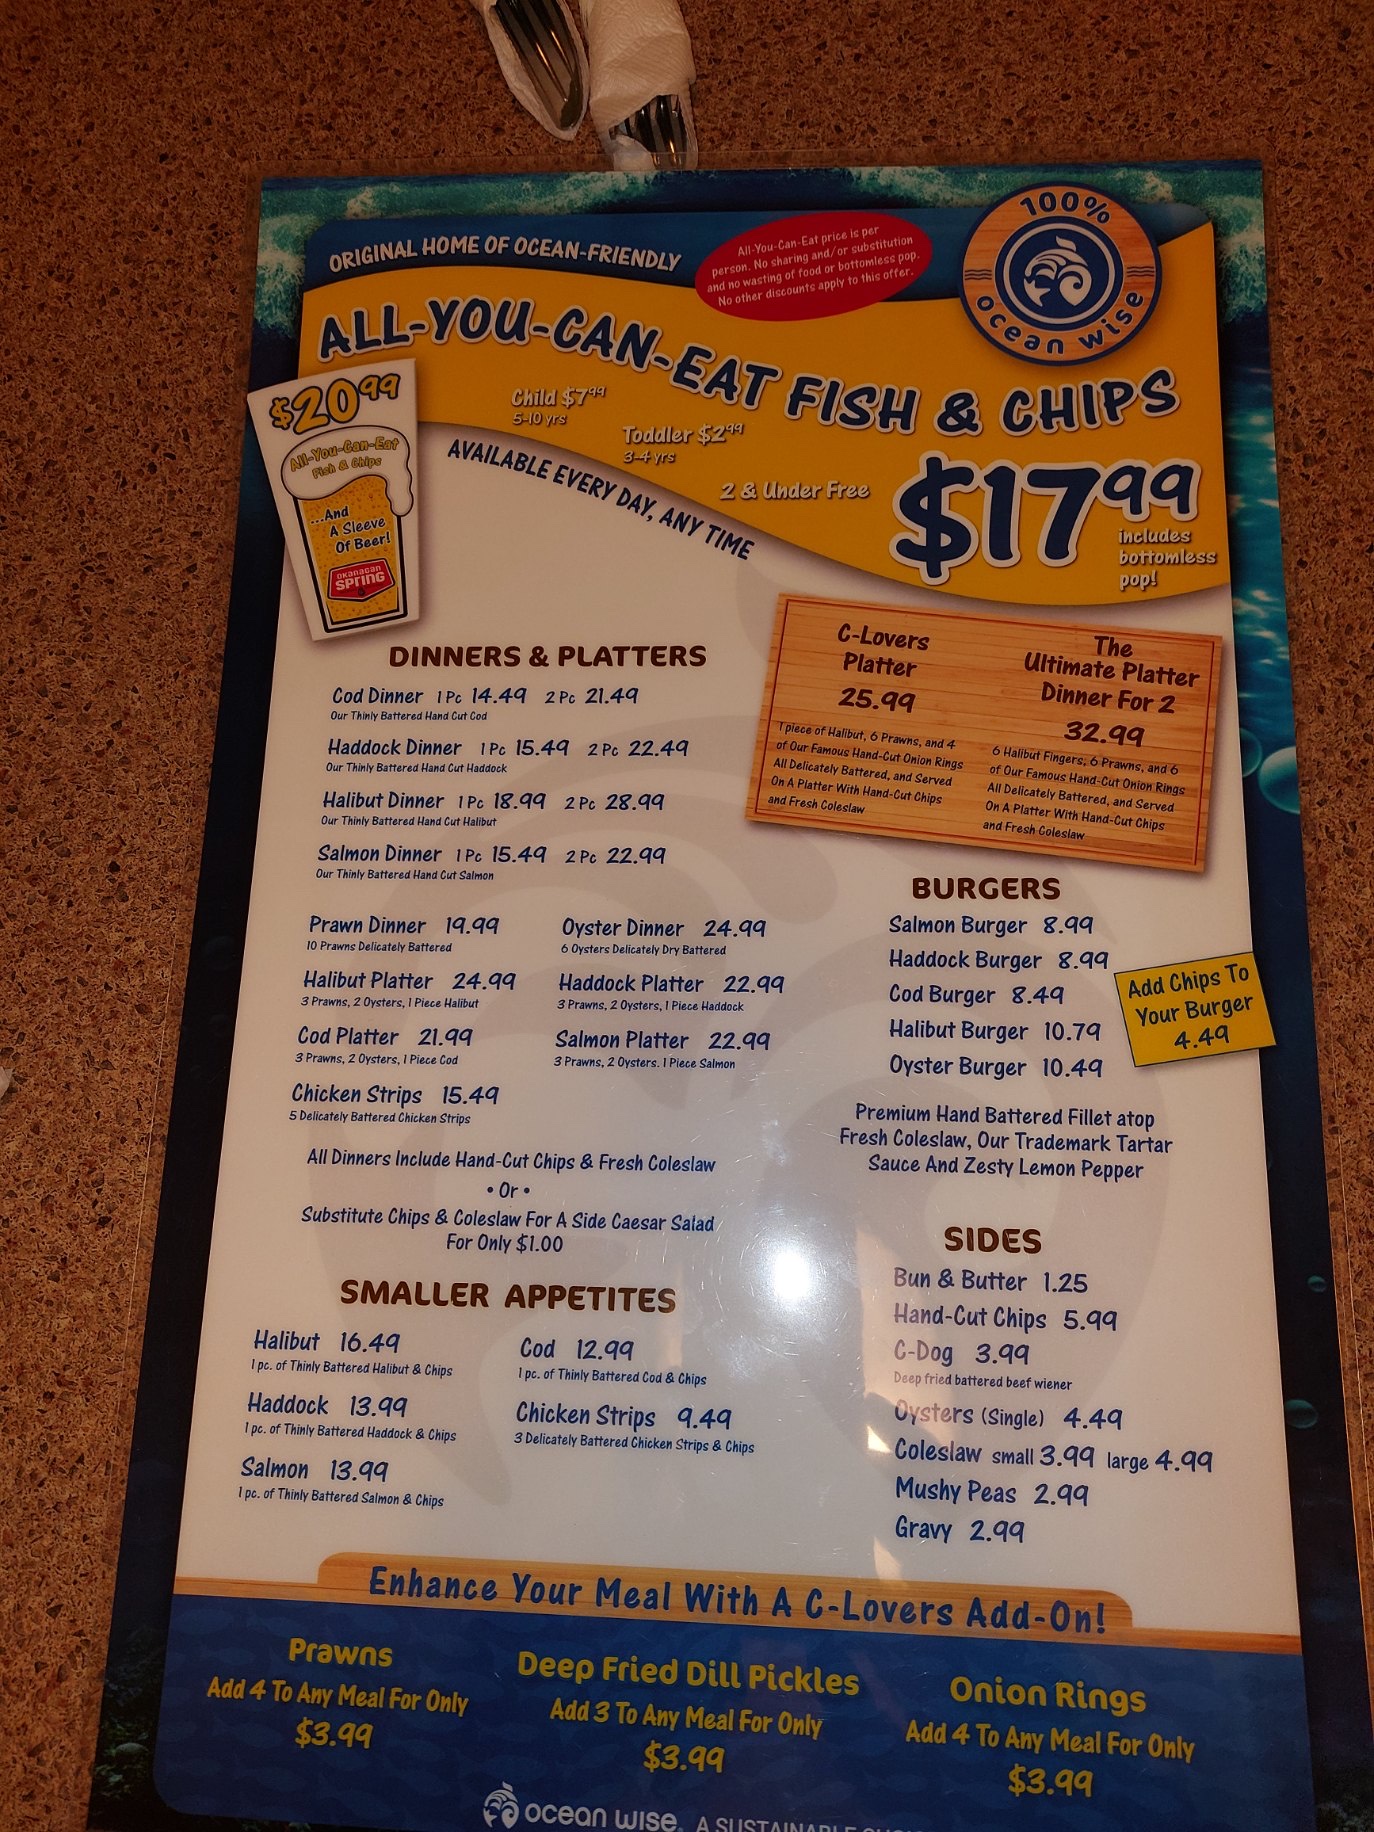 ORIGINAL HOME OF OCEAN-FRIENDLY
All-You-Can-Eat price is per
person. No sharing and/or substitution
and no wasting of food or bottomless pop.
No other discounts apply to this offer.
100%
ocean wise
ALL-YOU-CAN-EAT FISH & CHIPS
$20.99
All-You-Can-Eat
Fish & Chips
...And
A Sleeve
Of Beer!
OKANAGAN
SPRING
Child $7.99
5-10 yrs
Toddler $2.99
3-4 yrs
2 & Under Free
AVAILABLE EVERY DAY, ANY TIME
$17.99
includes
bottomless
pop!
DINNERS & PLATTERS
Cod Dinner 1 Pc 14.49 2 Pc 21.49
Our Thinly Battered Hand Cut Cod
Haddock Dinner 1 Pc 15.49 2 Pc 22.49
Our Thinly Battered Hand Cut Haddock
Halibut Dinner 1 Pc 18.99 2 Pc 28.99
Our Thinly Battered Hand Cut Halibut
Salmon Dinner 1 Pc 15.49 2 Pc 22.99
Our Thinly Battered Hand Cut Salmon
Prawn Dinner 19.99
10 Prawns Delicately Battered
Oyster Dinner 24.99
6 Oysters Delicately Dry Battered
Halibut Platter 24.99
3 Prawns, 2 Oysters, 1 Piece Halibut
Haddock Platter 22.99
3 Prawns, 2 Oysters, 1 Piece Haddock
Cod Platter 21.99
3 Prawns, 2 Oysters, 1 Piece Cod
Salmon Platter 22.99
3 Prawns, 2 Oysters. 1 Piece Salmon
Chicken Strips 15.49
5 Delicately Battered Chicken Strips
All Dinners Include Hand-Cut Chips & Fresh Coleslaw
• Or •
Substitute Chips & Coleslaw For A Side Caesar Salad
For Only $1.00
SMALLER APPETITES
Halibut 16.49
1 pc. of Thinly Battered Halibut & Chips
Cod 12.99
1 pc. of Thinly Battered Cod & Chips
Haddock 13.99
1 pc. of Thinly Battered Haddock & Chips
Chicken Strips 9.49
3 Delicately Battered Chicken Strips & Chips
Salmon 13.99
1 pc. of Thinly Battered Salmon & Chips
C-Lovers
Platter
25.99
1 piece of Halibut, 6 Prawns, and 4
of Our Famous Hand-Cut Onion Rings
All Delicately Battered, and Served
On A Platter With Hand-Cut Chips
and Fresh Coleslaw
The
Ultimate Platter
Dinner For 2
32.99
6 Halibut Fingers, 6 Prawns, and 6
of Our Famous Hand-Cut Onion Rings
All Delicately Battered, and Served
On A Platter With Hand-Cut Chips
and Fresh Coleslaw
BURGERS
Salmon Burger 8.99
Haddock Burger 8.99
Cod Burger 8.49
Halibut Burger 10.79
Oyster Burger 10.49
Add Chips To
Your Burger
4.49
Premium Hand Battered Fillet atop
Fresh Coleslaw, Our Trademark Tartar
Sauce And Zesty Lemon Pepper
SIDES
Bun & Butter 1.25
Hand-Cut Chips 5.99
C-Dog 3.99
Deep fried battered beef wiener
Oysters (Single) 4.49
Coleslaw small 3.99 large 4.99
Mushy Peas 2.99
Gravy 2.99
Enhance Your Meal With A C-Lovers Add-On!
Prawns
Add 4 To Any Meal For Only
$3.99
Deep Fried Dill Pickles
Add 3 To Any Meal For Only
$3.99
Onion Rings
Add 4 To Any Meal For Only
$3.99
ocean wise. A SUSTAINABLE